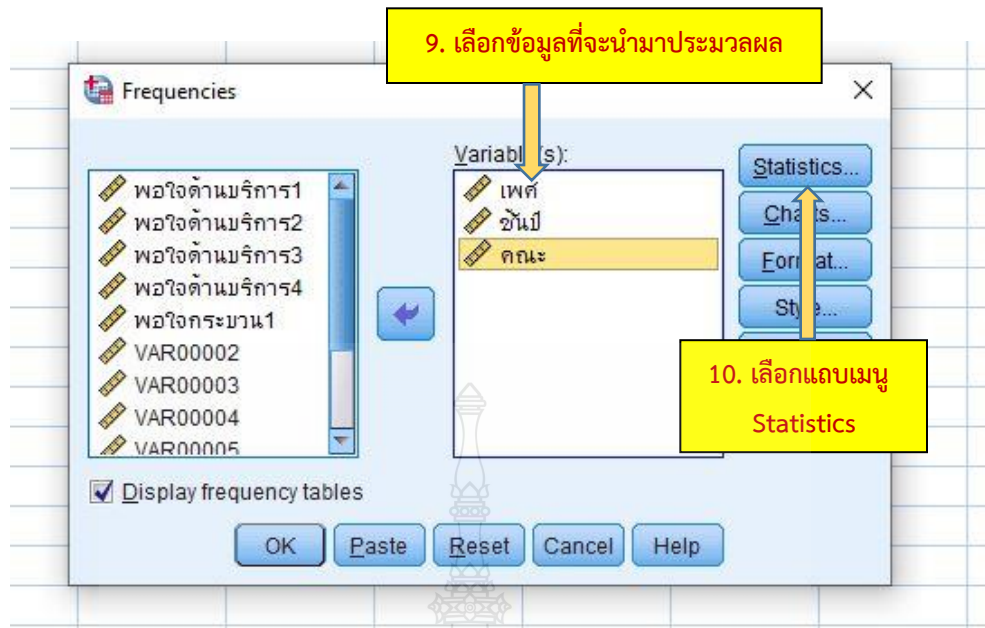 9. เลือกข้อมูลที่จะนำมาประมวลผล
Frequencies
Variable(s):
พอใจด้านบริการ1
พอใจด้านบริการ2
พอใจด้านบริการ3
พอใจด้านบริการ4
พอใจกระบวน1
VAR00002
VAR00003
VAR00004
VAR00005
เพศ
ชั้นปี
คณะ
Statistics...
Charts...
Format...
Style...
10. เลือกแถบเมนู
Statistics
Display frequency tables
OK
Paste
Reset
Cancel
Help